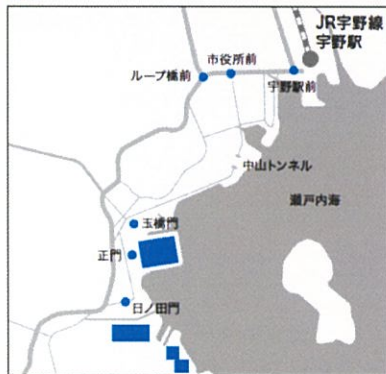 JR宇野線
宇野駅
市役所前
ループ橋前
宇野駅前
中山トンネル
瀬戸内海
玉橋門
正門
日ノ田門